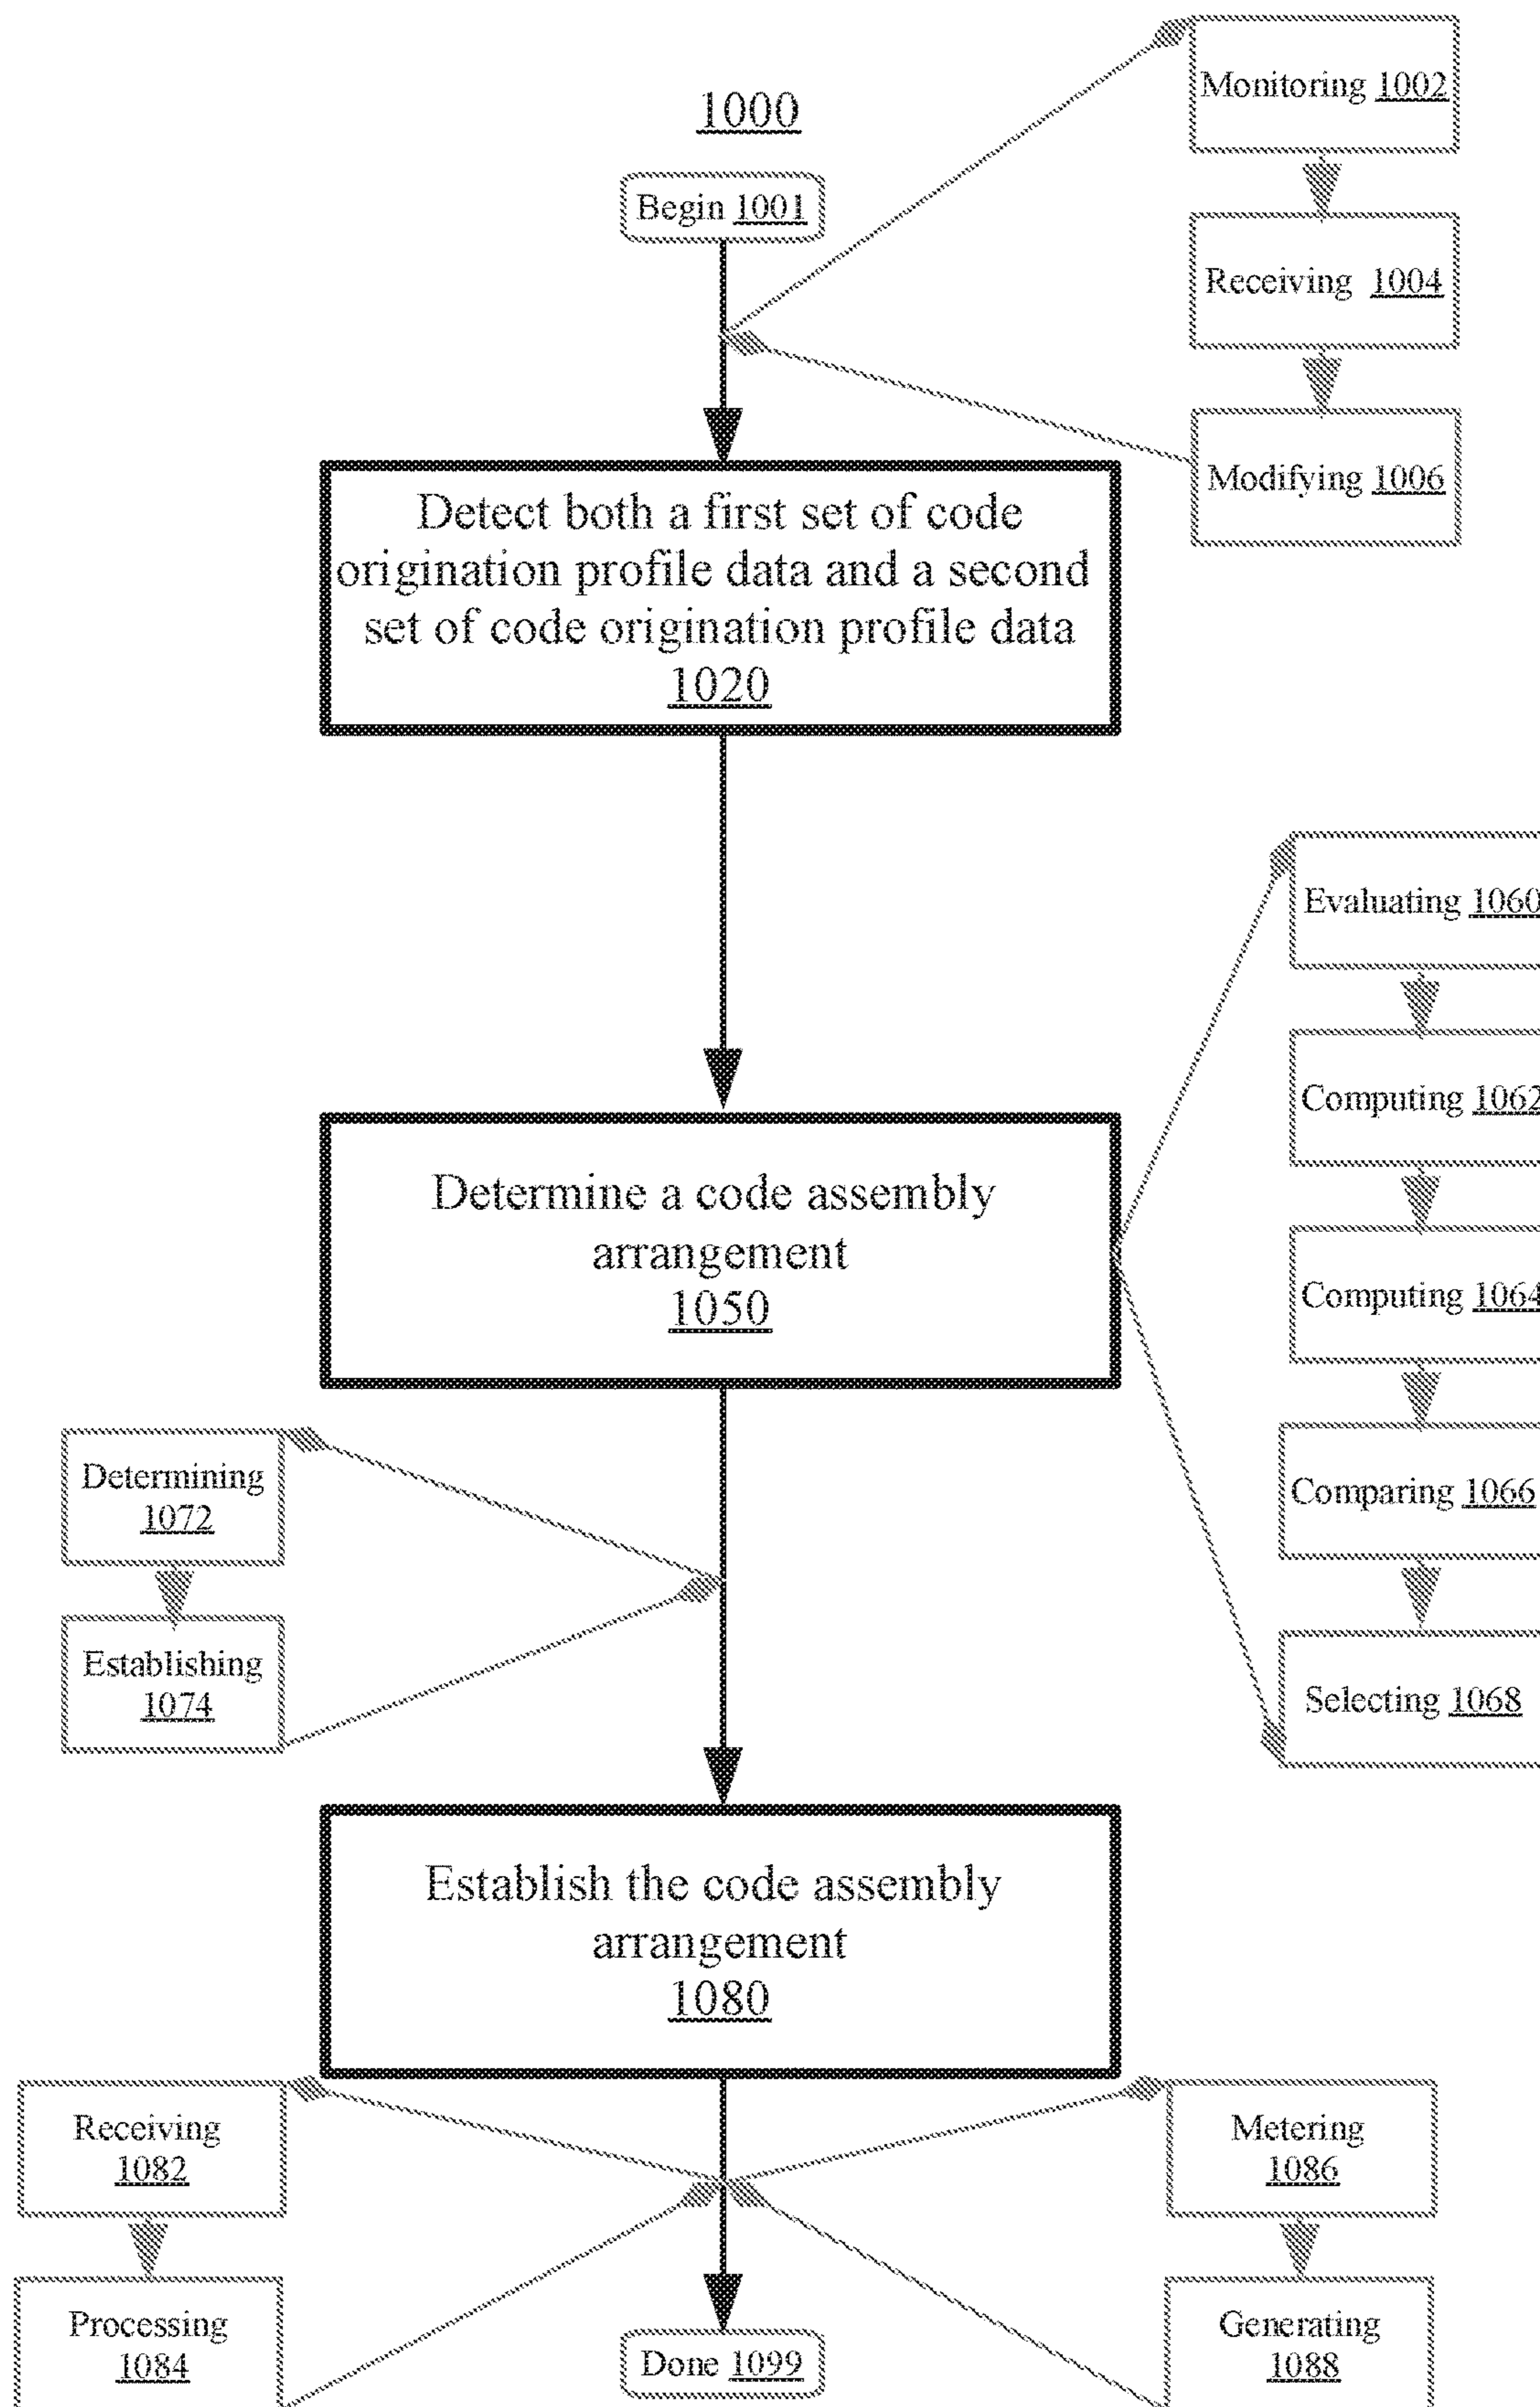 1000
Begin 1001
Monitoring 1002
Receiving 1004
Modifying 1006
Detect both a first set of code
origination profile data and a second
set of code origination profile data
1020
Evaluating 1060
Computing 1062
Computing 1064
Comparing 1066
Selecting 1068
Determine a code assembly
arrangement
1050
Determining
1072
Establishing
1074
Establish the code assembly
arrangement
1080
Receiving
1082
Processing
1084
Metering
1086
Generating
1088
Done 1099